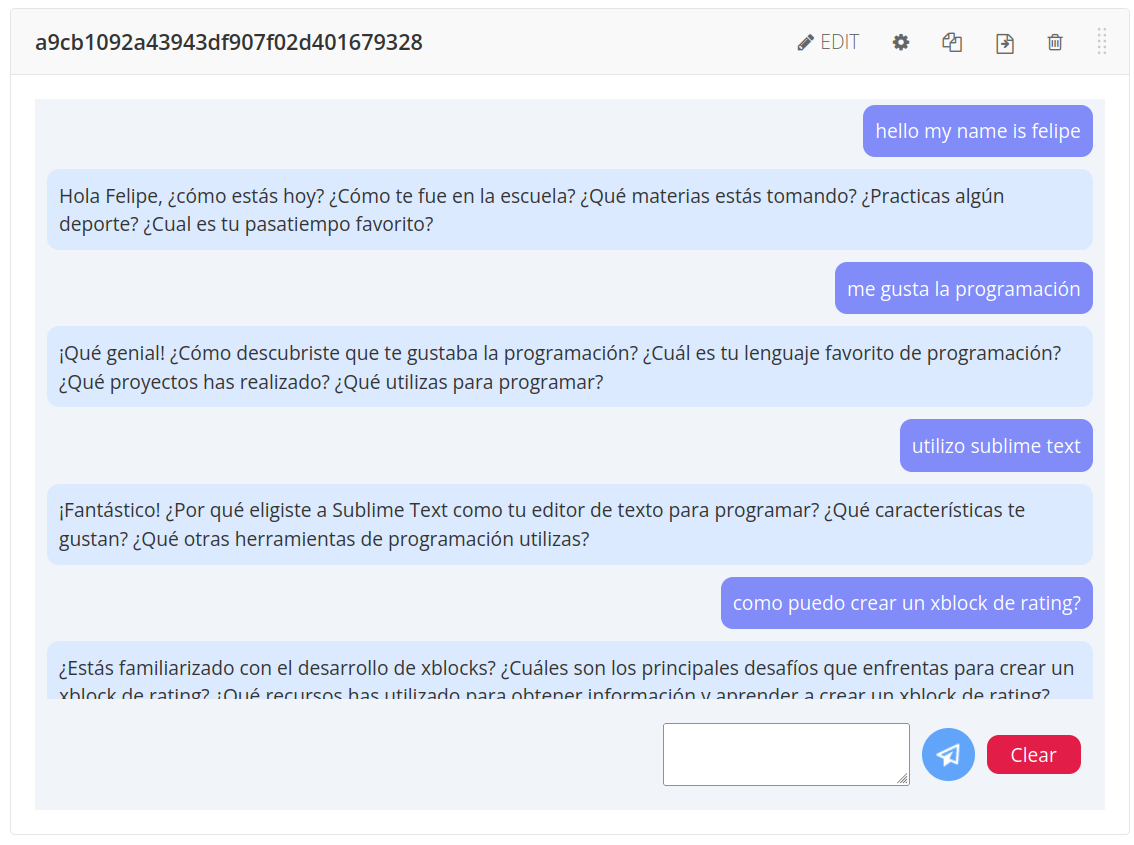 a9cb1092a43943df907f02d401679328
EDIT
hello my name is felipe
Hola Felipe, ¿cómo estás hoy? ¿Cómo te fue en la escuela? ¿Qué materias estás tomando? ¿Practicas algún
deporte? ¿Cual es tu pasatiempo favorito?
me gusta la programación
¡Qué genial! ¿Cómo descubriste que te gustaba la programación? ¿Cuál es tu lenguaje favorito de programación?
¿Qué proyectos has realizado? ¿Qué utilizas para programar?
utilizo sublime text
¡Fantástico! ¿Por qué eligiste a Sublime Text como tu editor de texto para programar? ¿Qué características te
gustan? ¿Qué otras herramientas de programación utilizas?
como puedo crear un xblock de rating?
¿Estás familiarizado con el desarrollo de xblocks? ¿Cuáles son los principales desafíos que enfrentas para crear un
xblock de rating? ¿Qué recursos has utilizado para obtener información y aprender a crear un xblock de rating?
Clear